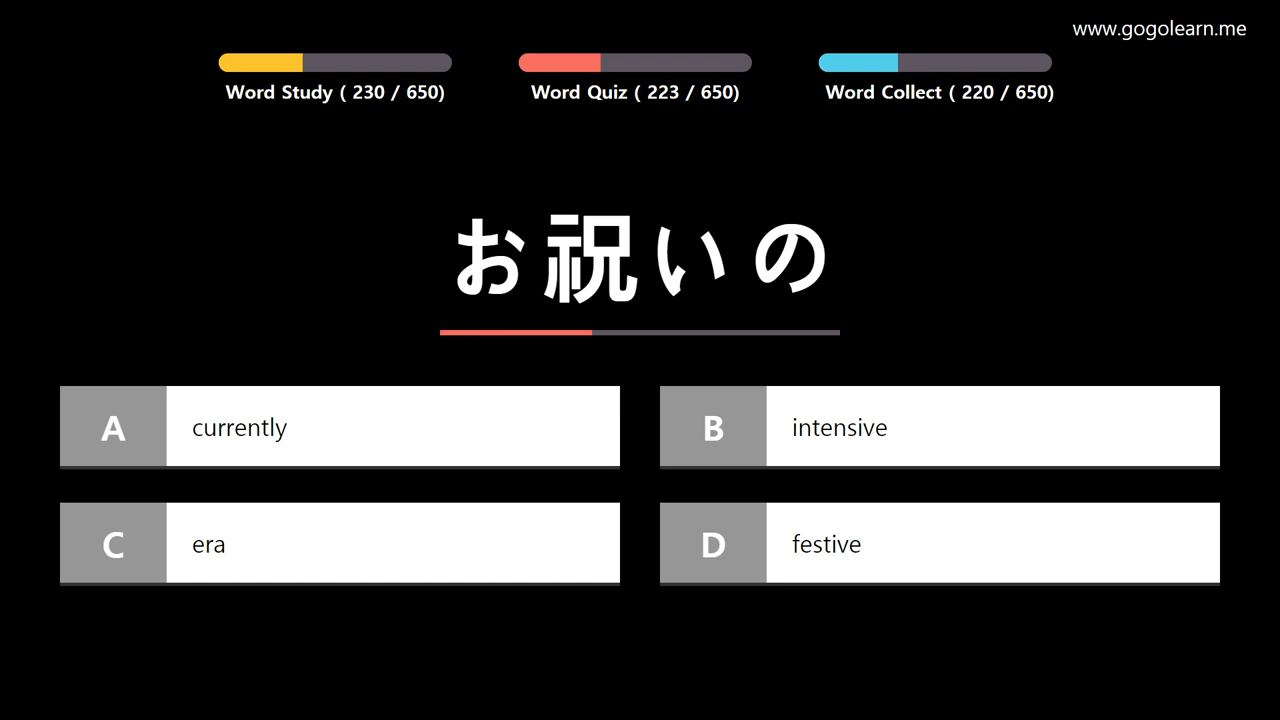 www.gogolearn.me
Word Study ( 230 / 650)
Word Quiz ( 223 / 650)
Word Collect ( 220 / 650)
お祝いの
A
currently
B
intensive
C
era
D
festive